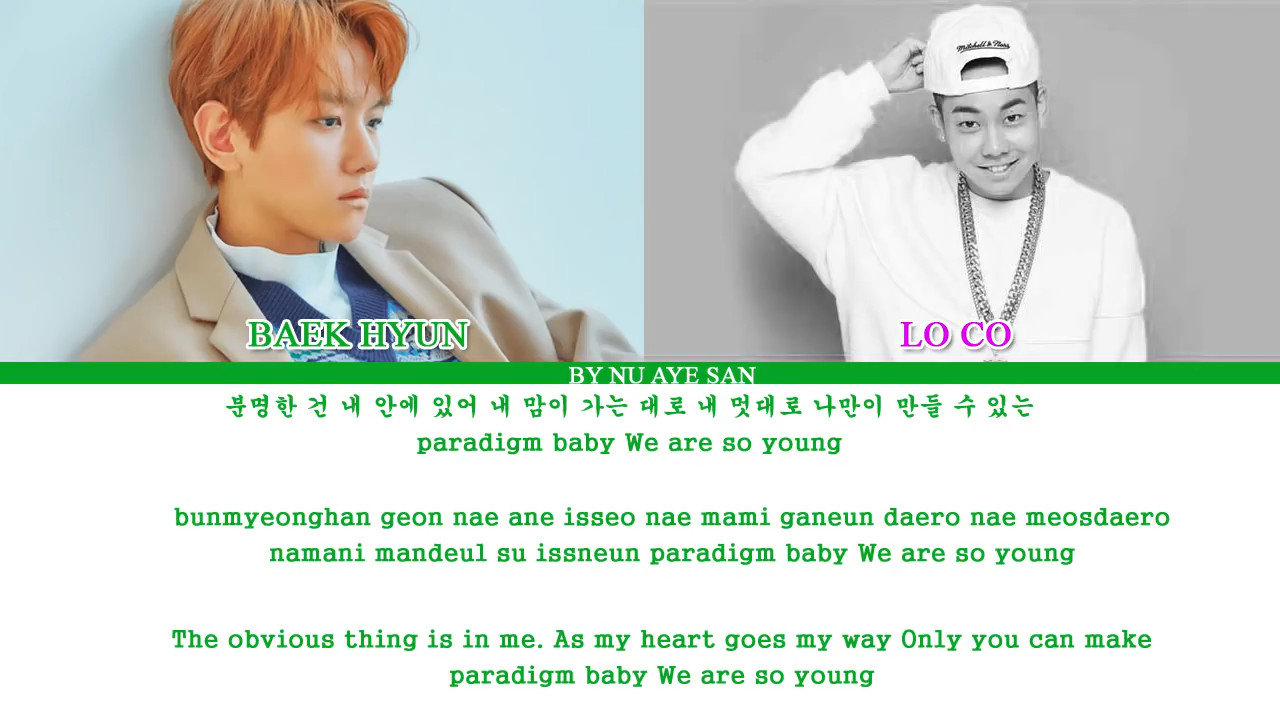 Mitchell & Ness
BAEK HYUN
LO CO
BY NU AYE SAN
분명한 건 내 안에 있어 내 맘이 가는 대로 내 멋대로 나만이 만들 수 있는
paradigm baby We are so young
bunmyeonghan geon nae ane isseo nae mami ganeun daero nae meosdaero
namani mandeul su issneun paradigm baby We are so young
The obvious thing is in me. As my heart goes my way Only you can make
paradigm baby We are so young